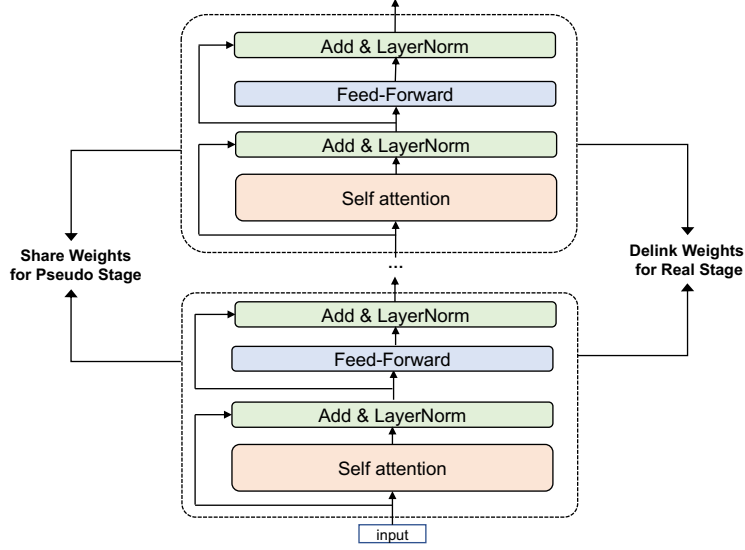 Add & LayerNorm
Feed-Forward
Add & LayerNorm
Self attention
Share Weights
for Pseudo Stage
Delink Weights
for Real Stage
...
Add & LayerNorm
Feed-Forward
Add & LayerNorm
Self attention
input